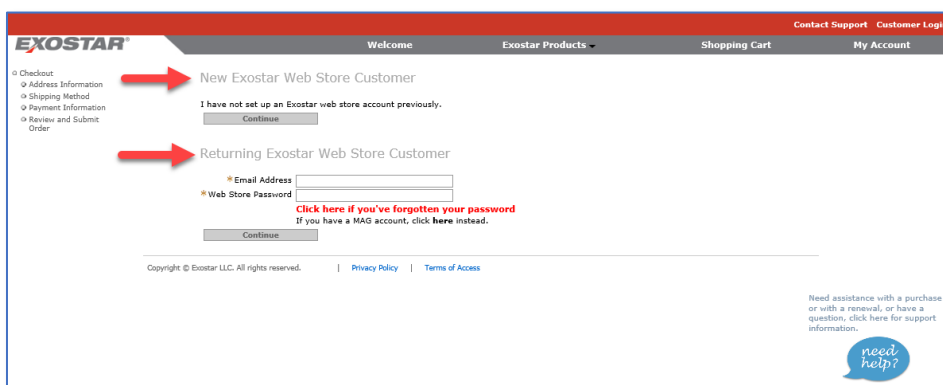 Contact Support Customer Logi
EXOSTAR®
Welcome Exostar Products Shopping Cart My Account
Checkout
Address Information
Shipping Method
Payment Information
Review and Submit
Order
New Exostar Web Store Customer
I have not set up an Exostar web store account previously.
Continue
Returning Exostar Web Store Customer
*Email Address
*Web Store Password
Click here if you've forgotten your password
If you have a MAG account, click here instead.
Continue
Copyright © Exostar LLC. All rights reserved. | Privacy Policy | Terms of Access
Need assistance with a purchase
or with a renewal, or have a
question, click here for support
information.
need
help?